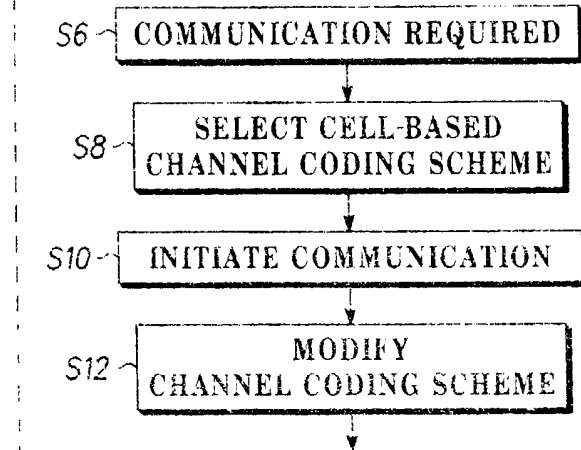 S6 COMMUNICATION REQUIRED
S8 SELECT CELL-BASED
CHANNEL CODING SCHEME
S10 INITIATE COMMUNICATION
S12 MODIFY
CHANNEL CODING SCHEME